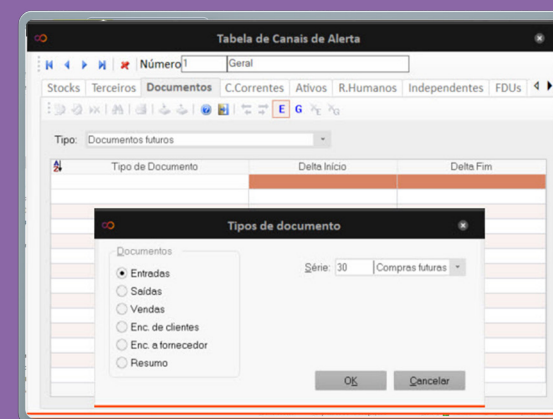 Tabela de Canais de Alerta
Número 1 Geral
Stocks Terceiros Documentos C.Correntes Ativos R.Humanos Independentes FDUs
E G
Tipo: Documentos futuros
Tipo de Documento Delta Início Delta Fim
Tipos de documento
Documentos
Entradas
Série: 30 Compras futuras
Saídas
Vendas
Enc. de clientes
Enc. a fornecedor
Resumo
OK Cancelar